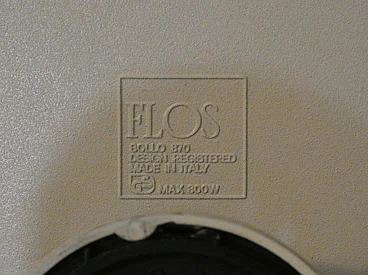 FLOS
BOLLO 870
DESIGN REGISTERED
MADE IN ITALY
MAX 300W